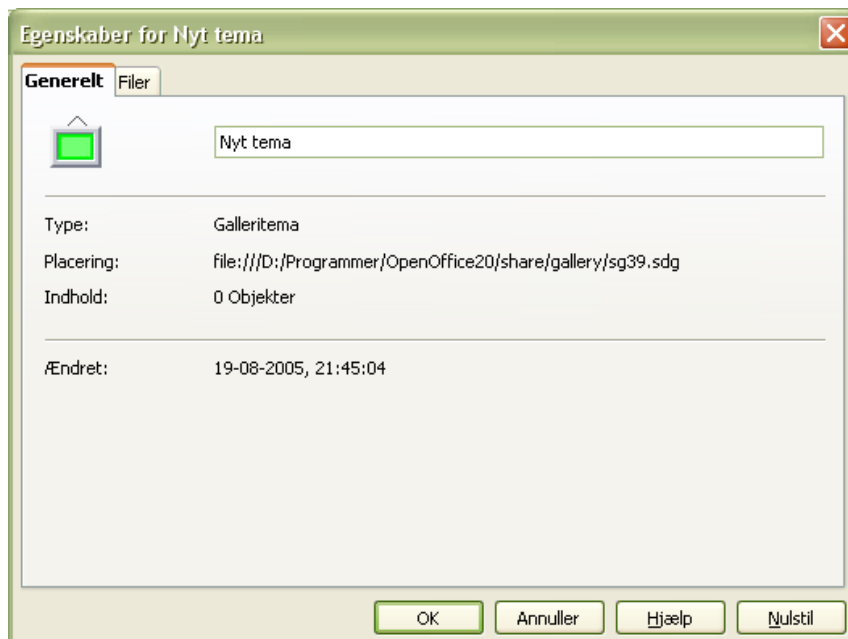 Egenskaber for Nyt tema
Generelt Filer
Nyt tema
Type: Galleritema
Placering: file:///D:/Programmer/OpenOffice20/share/gallery/sg39.sdg
Indhold: 0 Objekter
Ændret: 19-08-2005, 21:45:04
OK Annuller Hjælp Nulstil